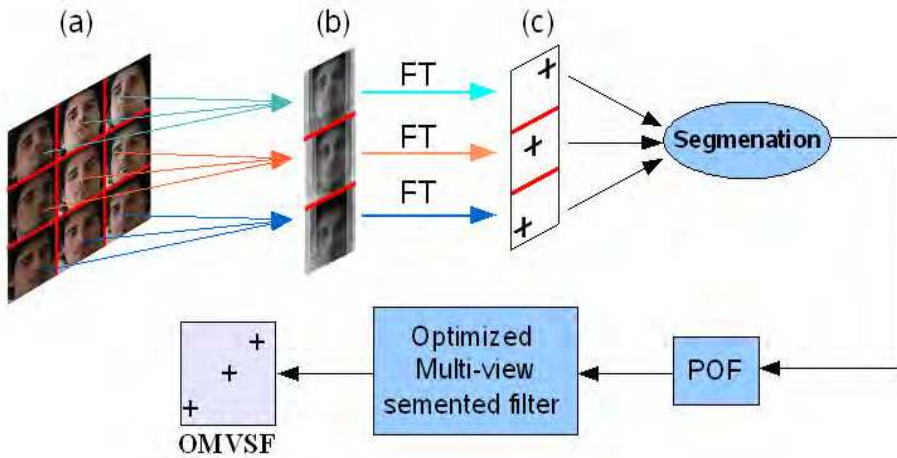 (a) (b) (c)
FT
FT
FT
Segmenation
Optimized
Multi-view
semented filter
POF
OMVSF